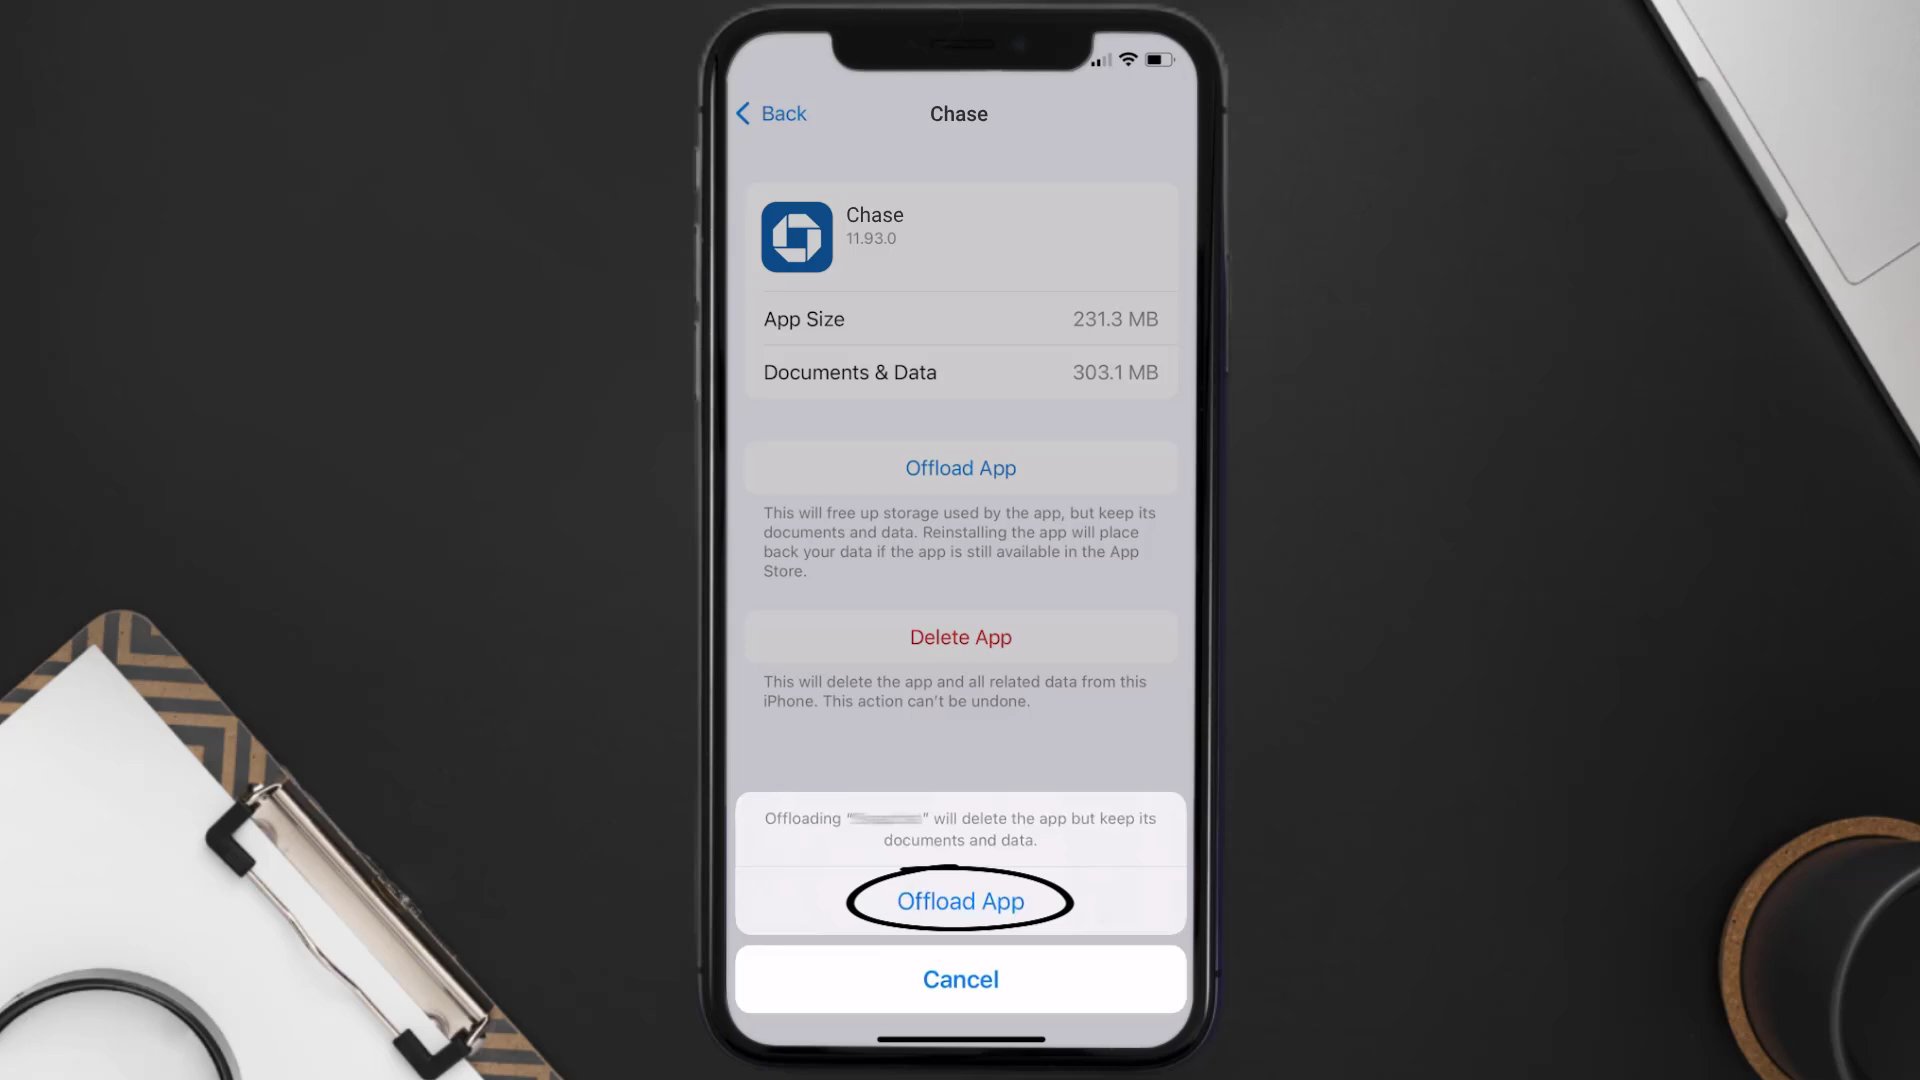 Back
Chase
Chase
11.93.0
App Size
231.3 MB
Documents & Data
303.1 MB
Offload App
This will free up storage used by the app, but keep its
documents and data. Reinstalling the app will place
back your data if the app is still available in the App
Store.
Delete App
This will delete the app and all related data from this
iPhone. This action can't be undone.
Offloading “ ” will delete the app but keep its
documents and data.
Offload App
Cancel